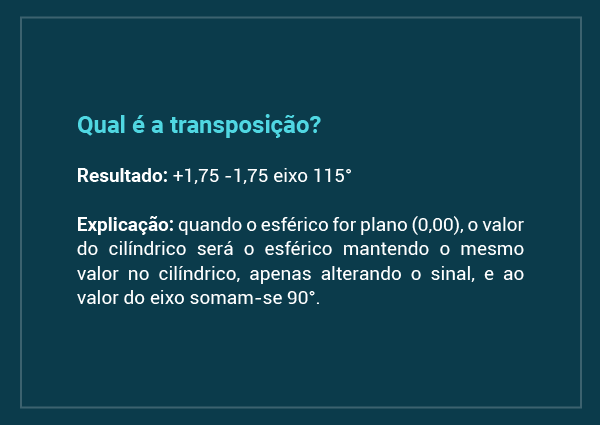 Qual é a transposição?
Resultado: +1,75 -1,75 eixo 115°
Explicação: quando o esférico for plano (0,00), o valor
do cilíndrico será o esférico mantendo o mesmo
valor no cilíndrico, apenas alterando o sinal, e ao
valor do eixo somam-se 90°.